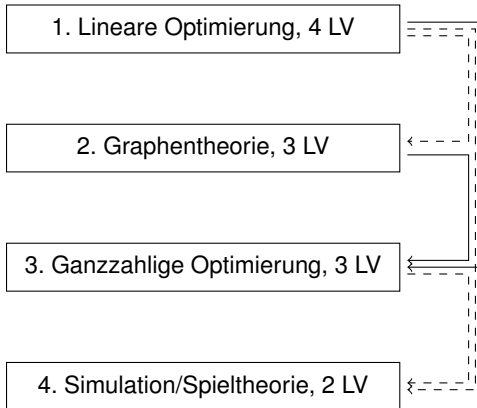 1. Lineare Optimierung, 4 LV
2. Graphentheorie, 3 LV
3. Ganzzahlige Optimierung, 3 LV
4. Simulation/Spieltheorie, 2 LV